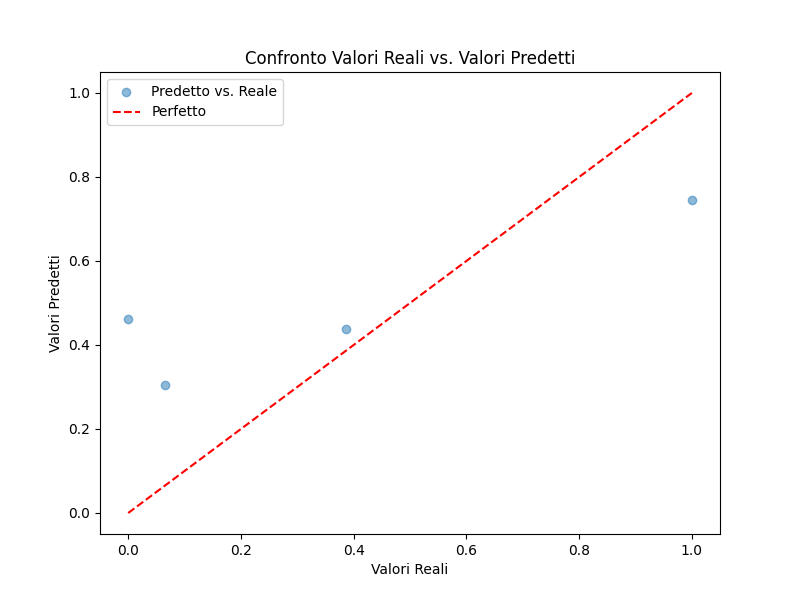 Confronto Valori Reali vs. Valori Predetti
Predetto vs. Reale
Perfetto
1.0
0.8
0.6
0.4
0.2
0.0
Valori Predetti
0.0 0.2 0.4 0.6 0.8 1.0
Valori Reali